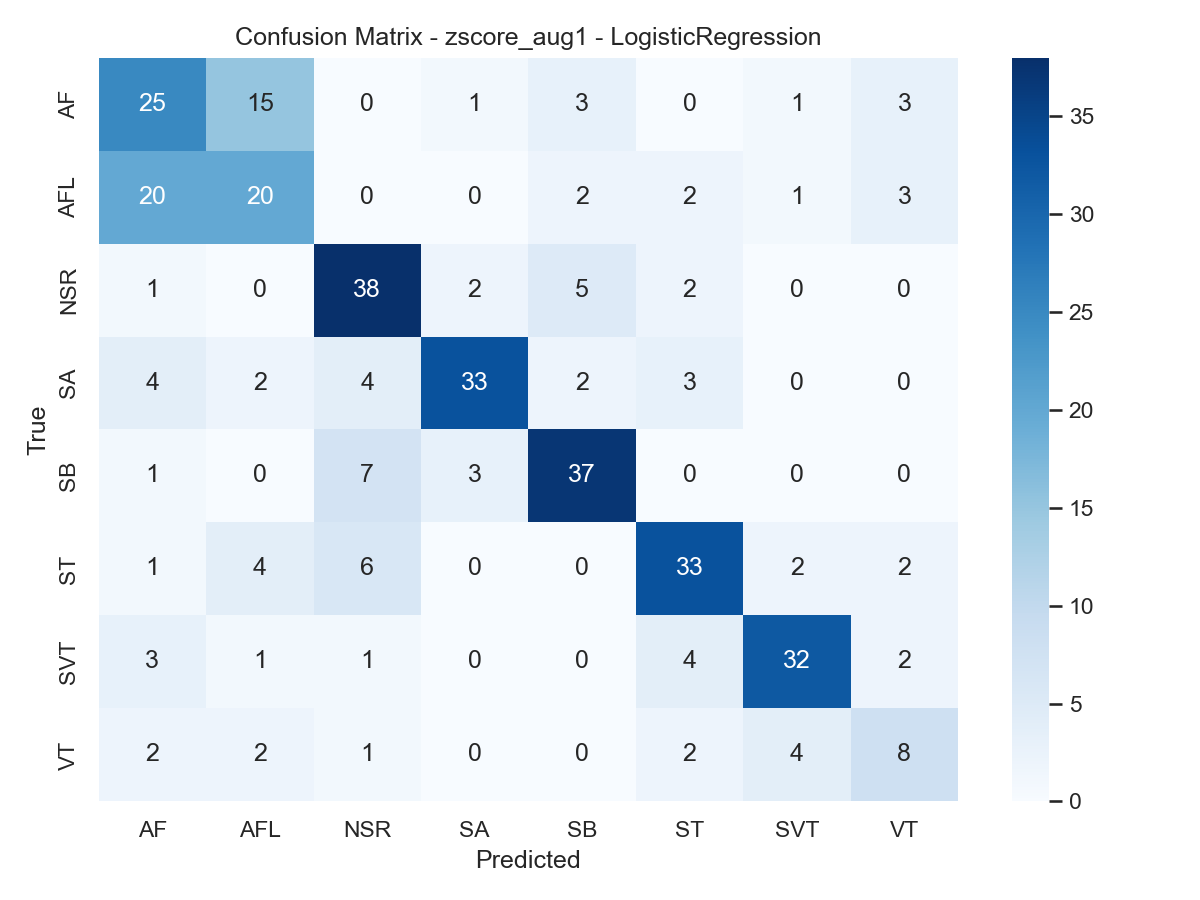 Confusion Matrix - zscore_aug1 - LogisticRegression
AF 25 15 0 1 3 0 1 3
AFL 20 20 0 0 2 2 1 3
NSR 1 0 38 2 5 2 0 0
SA 4 2 4 33 2 3 0 0
SB 1 0 7 3 37 0 0 0
ST 1 4 6 0 0 33 2 2
SVT 3 1 1 0 0 4 32 2
VT 2 2 1 0 0 2 4 8
AF AFL NSR SA SB ST SVT VT
Predicted
True
35
30
25
20
15
10
5
0